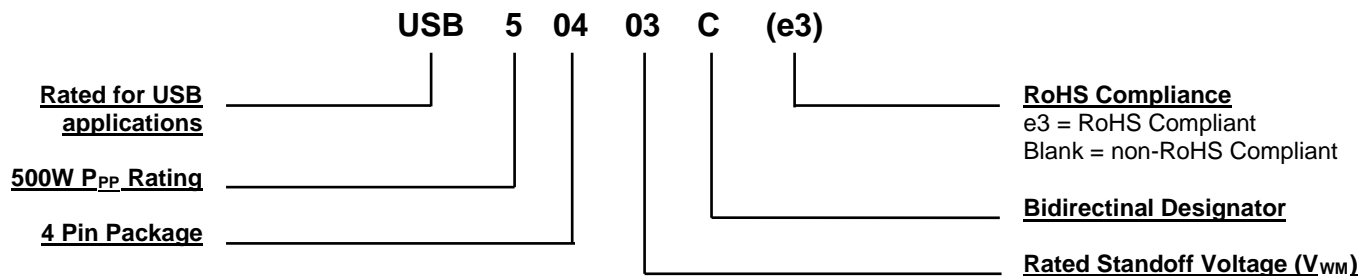 USB 5 04 03 C (e3)
Rated for USB
applications
500W PPP Rating
4 Pin Package
RoHS Compliance
e3 = RoHS Compliant
Blank = non-RoHS Compliant
Bidirectinal Designator
Rated Standoff Voltage (VWM)